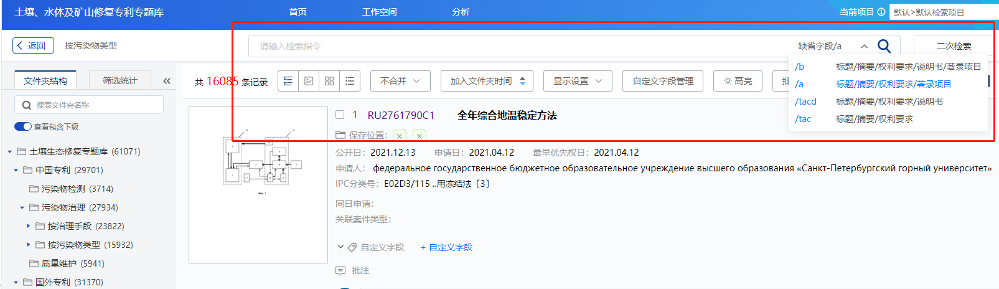 土壤、水体及矿山修复专利专题库 首页 工作空间 分析 当前项目 默认>默认检索项目
返回 按污染物类型 请输入检索指令 缺省字段/a 二次检索
/b 标题/摘要/权利要求/说明书/著录项目
/a 标题/摘要/权利要求/著录项目
/tacd 标题/摘要/权利要求/说明书
/tac 标题/摘要/权利要求
文件夹结构 筛选统计
共 16085 条记录 不合并 加入文件夹时间 显示设置 自定义字段管理 高亮 批
搜索文件夹名称
查看包含下级
土壤生态修复专题库 (61071)
中国专利 (29701)
污染物检测 (3714)
污染物治理 (27934)
按治理手段 (23822)
按污染物类型 (15932)
质量维护 (5941)
国外专利 (31370)
1 RU2761790C1 全年综合地温稳定方法
保存位置：
公开日：2021.12.13 申请日：2021.04.12 最早优先权日：2021.04.12
申请人： федеральное государственное бюджетное образовательное учреждение высшего образования «Санкт-Петербургский горный университет»
IPC分类号：E02D3/115 ..用冻结法〔3〕
同日申请：
关联案件类型：
自定义字段 + 自定义字段
批注